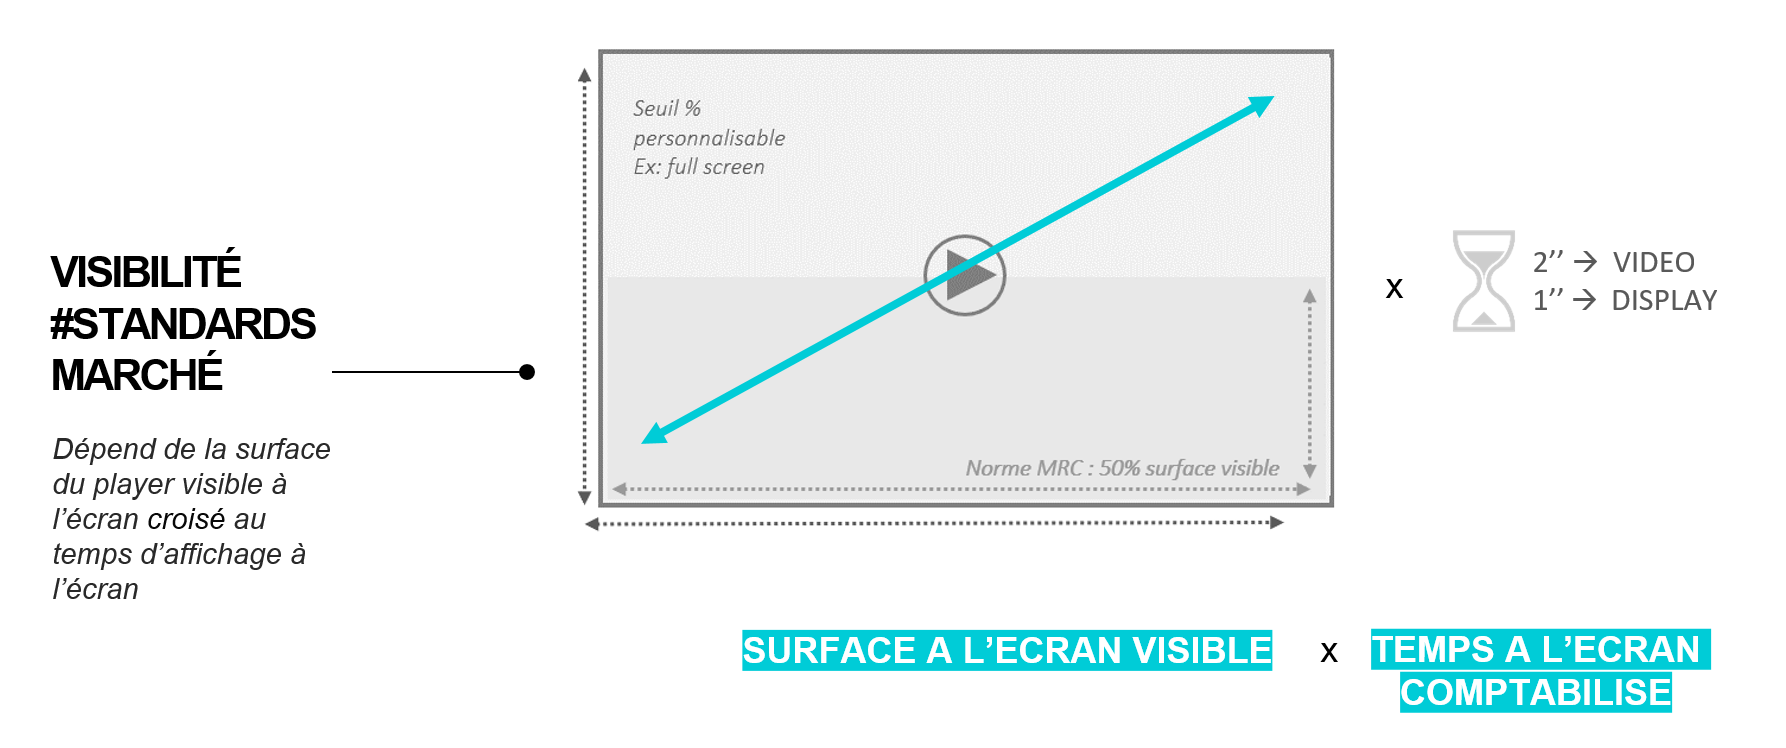 VISIBILITÉ
#STANDARDS
MARCHÉ
Dépend de la surface
du player visible à
l’écran croisé au
temps d’affichage à
l’écran
Seuil %
personnalisable
Ex: full screen
Norme MRC : 50% surface visible
x
2’’ → VIDEO
1’’ → DISPLAY
SURFACE A L’ECRAN VISIBLE
x
TEMPS A L’ECRAN
COMPTABILISE